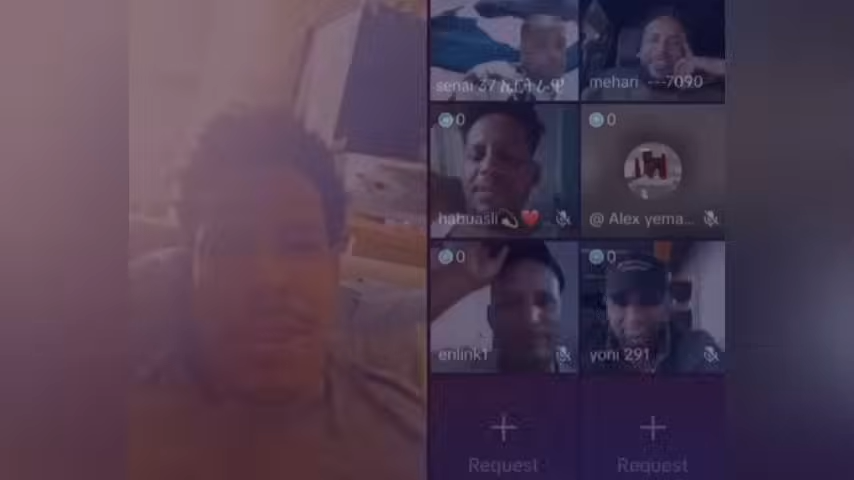 senai 37
mehari ---7090
0
0
habuasli💫❤️ ..
@ Alex yema...
0
0
enlink1
yoni 291
Request
Request